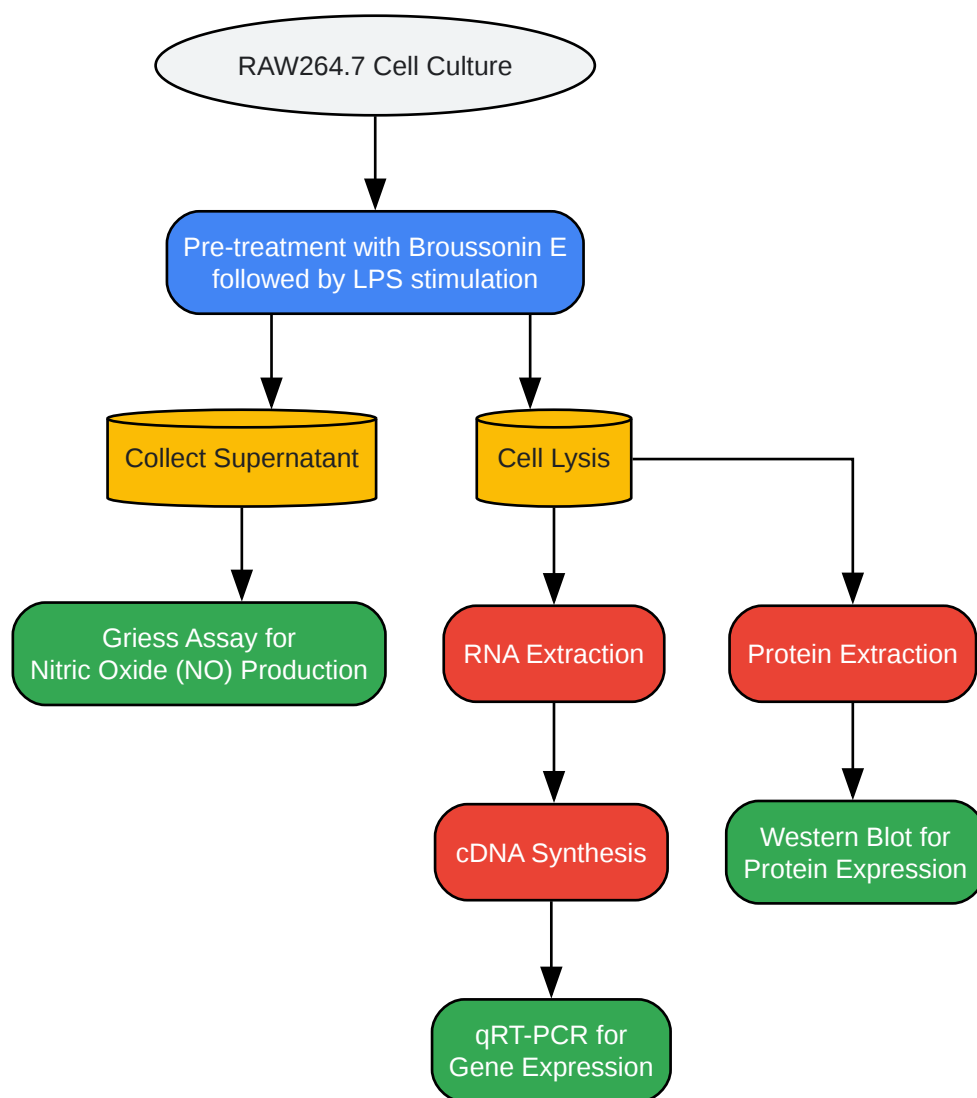 RAW264.7 Cell Culture
Pre-treatment with Broussonin E
followed by LPS stimulation
Collect Supernatant
Cell Lysis
Griess Assay for
Nitric Oxide (NO) Production
RNA Extraction
Protein Extraction
cDNA Synthesis
Western Blot for
Protein Expression
qRT-PCR for
Gene Expression